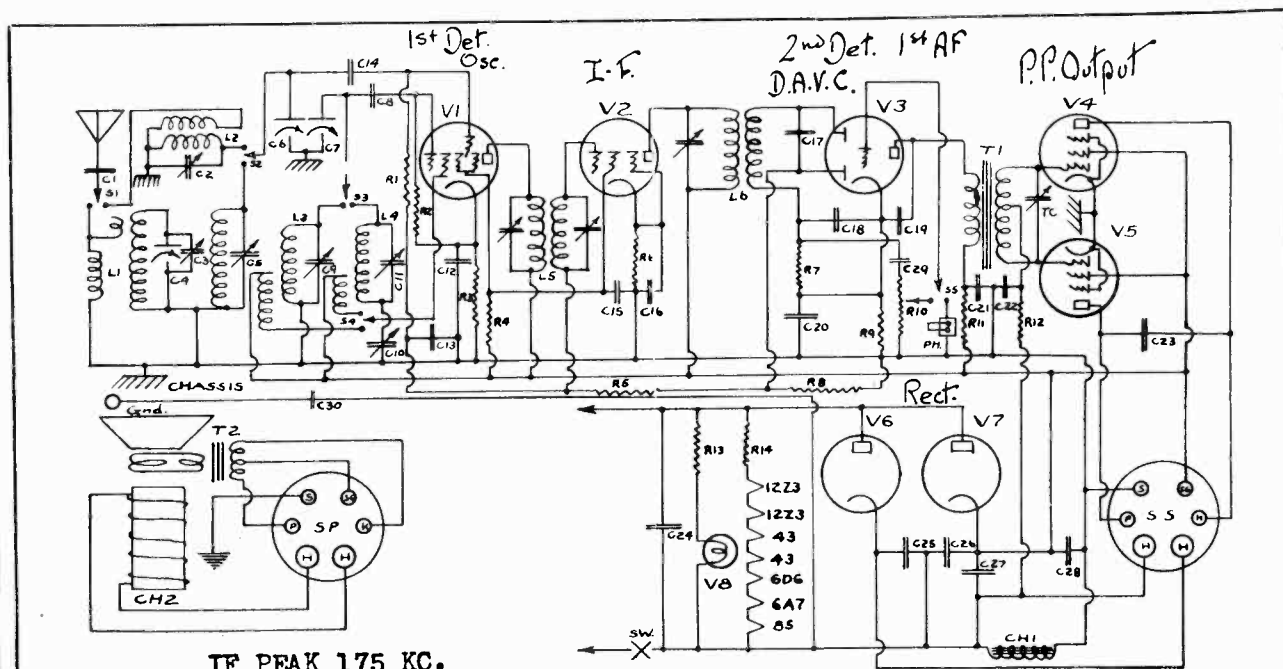 1st Det. Osc.
I-F.
2nd Det. 1st AF
D.A.V.C.
P.P. Output
C14
C8
V1
V2
V3
V4
L2
C6
C7
C1
S1
C2
S2
R1
R2
C17
L6
T1
TC
V5
S3
L3
L4
C3
C4
C5
L1
C9
C11
C12
L5
C18
C19
C29
R7
R3
R4
C15
C16
S4
C10
C13
C20
R9
R10
S5
PH.
C21
C22
R11
R12
C23
CHASSIS
Gnd.
C30
R6
R8
Rect.
T2
V6
V7
R13
R14
12Z3
12Z3
43
43
6D6
6A7
85
S
SG
P
SP
K
H
H
C24
V8
C25
C26
C27
C28
S
SG
P
SS
H
H
CH2
SW.
CH1
IF PEAK 175 KC.